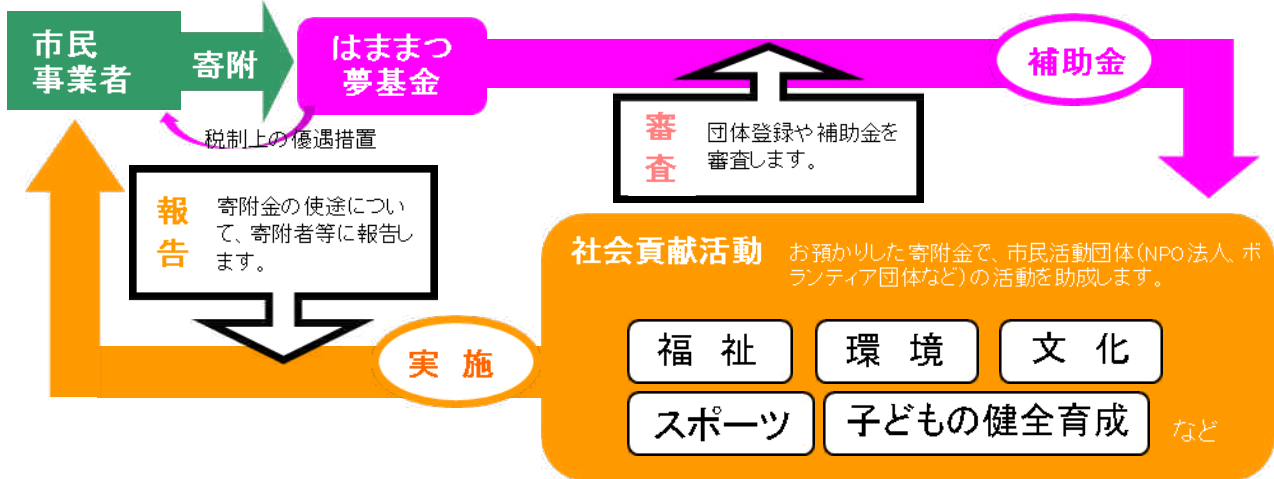 市民
事業者
寄附
はままつ
夢基金
補助金
税制上の優遇措置
審
査
団体登録や補助金を
審査します。
報
告
寄附金の使途につい
て、寄附者等に報告し
ます。
社会貢献活動
お預かりした寄附金で、市民活動団体(NPO法人、ボ
ランティア団体など)の活動を助成します。
実 施
福 祉
環 境
文 化
スポーツ
子どもの健全育成
など